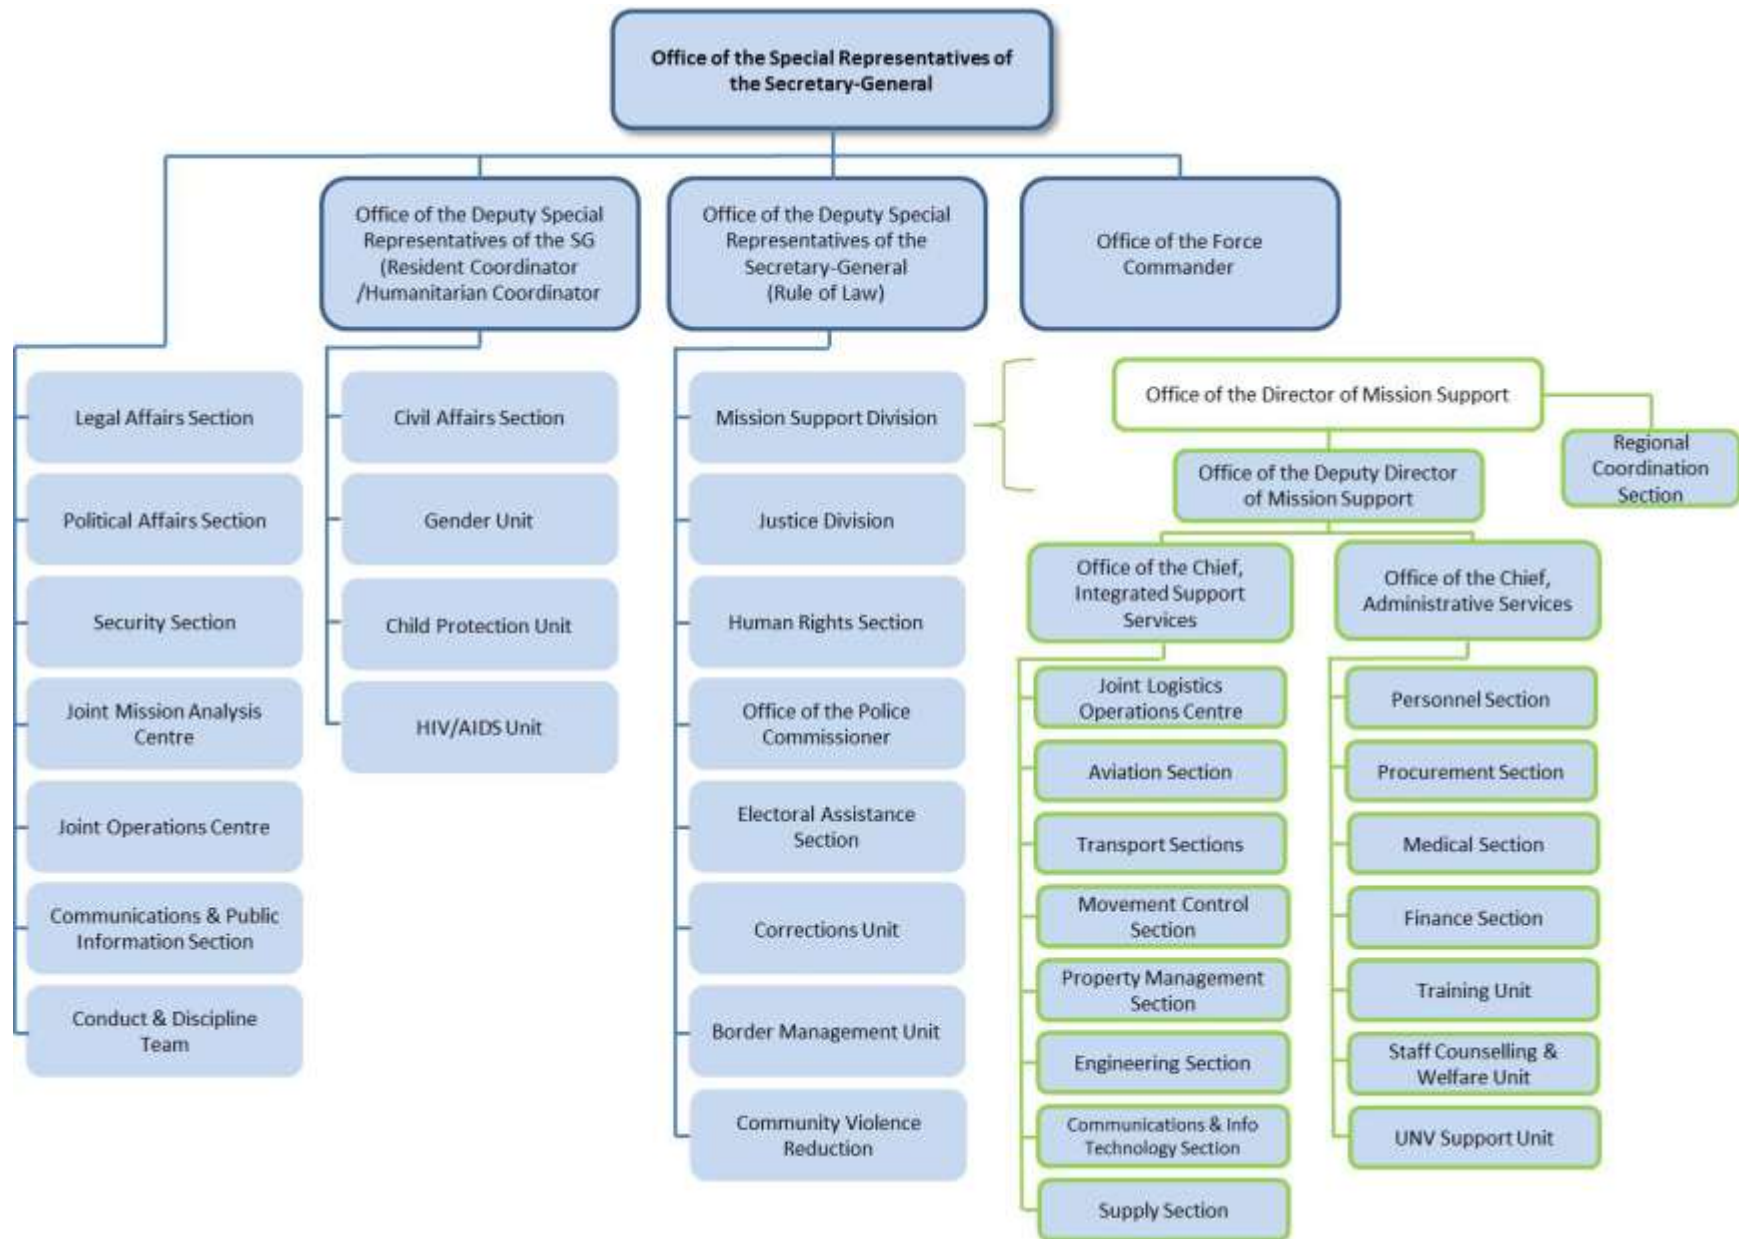 Office of the Special Representatives of
the Secretary-General
Office of the Deputy Special
Representatives of the SG
(Resident Coordinator
/Humanitarian Coordinator
Office of the Deputy Special
Representatives of the
Secretary-General
(Rule of Law)
Office of the Force
Commander
Legal Affairs Section
Political Affairs Section
Security Section
Joint Mission Analysis
Centre
Joint Operations Centre
Communications & Public
Information Section
Conduct & Discipline
Team
Civil Affairs Section
Gender Unit
Child Protection Unit
HIV/AIDS Unit
Mission Support Division
Justice Division
Human Rights Section
Office of the Police
Commissioner
Electoral Assistance
Section
Corrections Unit
Border Management Unit
Community Violence
Reduction
Office of the Director of Mission Support
Regional
Coordination
Section
Office of the Deputy Director
of Mission Support
Office of the Chief,
Integrated Support
Services
Joint Logistics
Operations Centre
Aviation Section
Transport Sections
Movement Control
Section
Property Management
Section
Engineering Section
Communications & Info
Technology Section
Supply Section
Office of the Chief,
Administrative Services
Personnel Section
Procurement Section
Medical Section
Finance Section
Training Unit
Staff Counselling &
Welfare Unit
UNV Support Unit